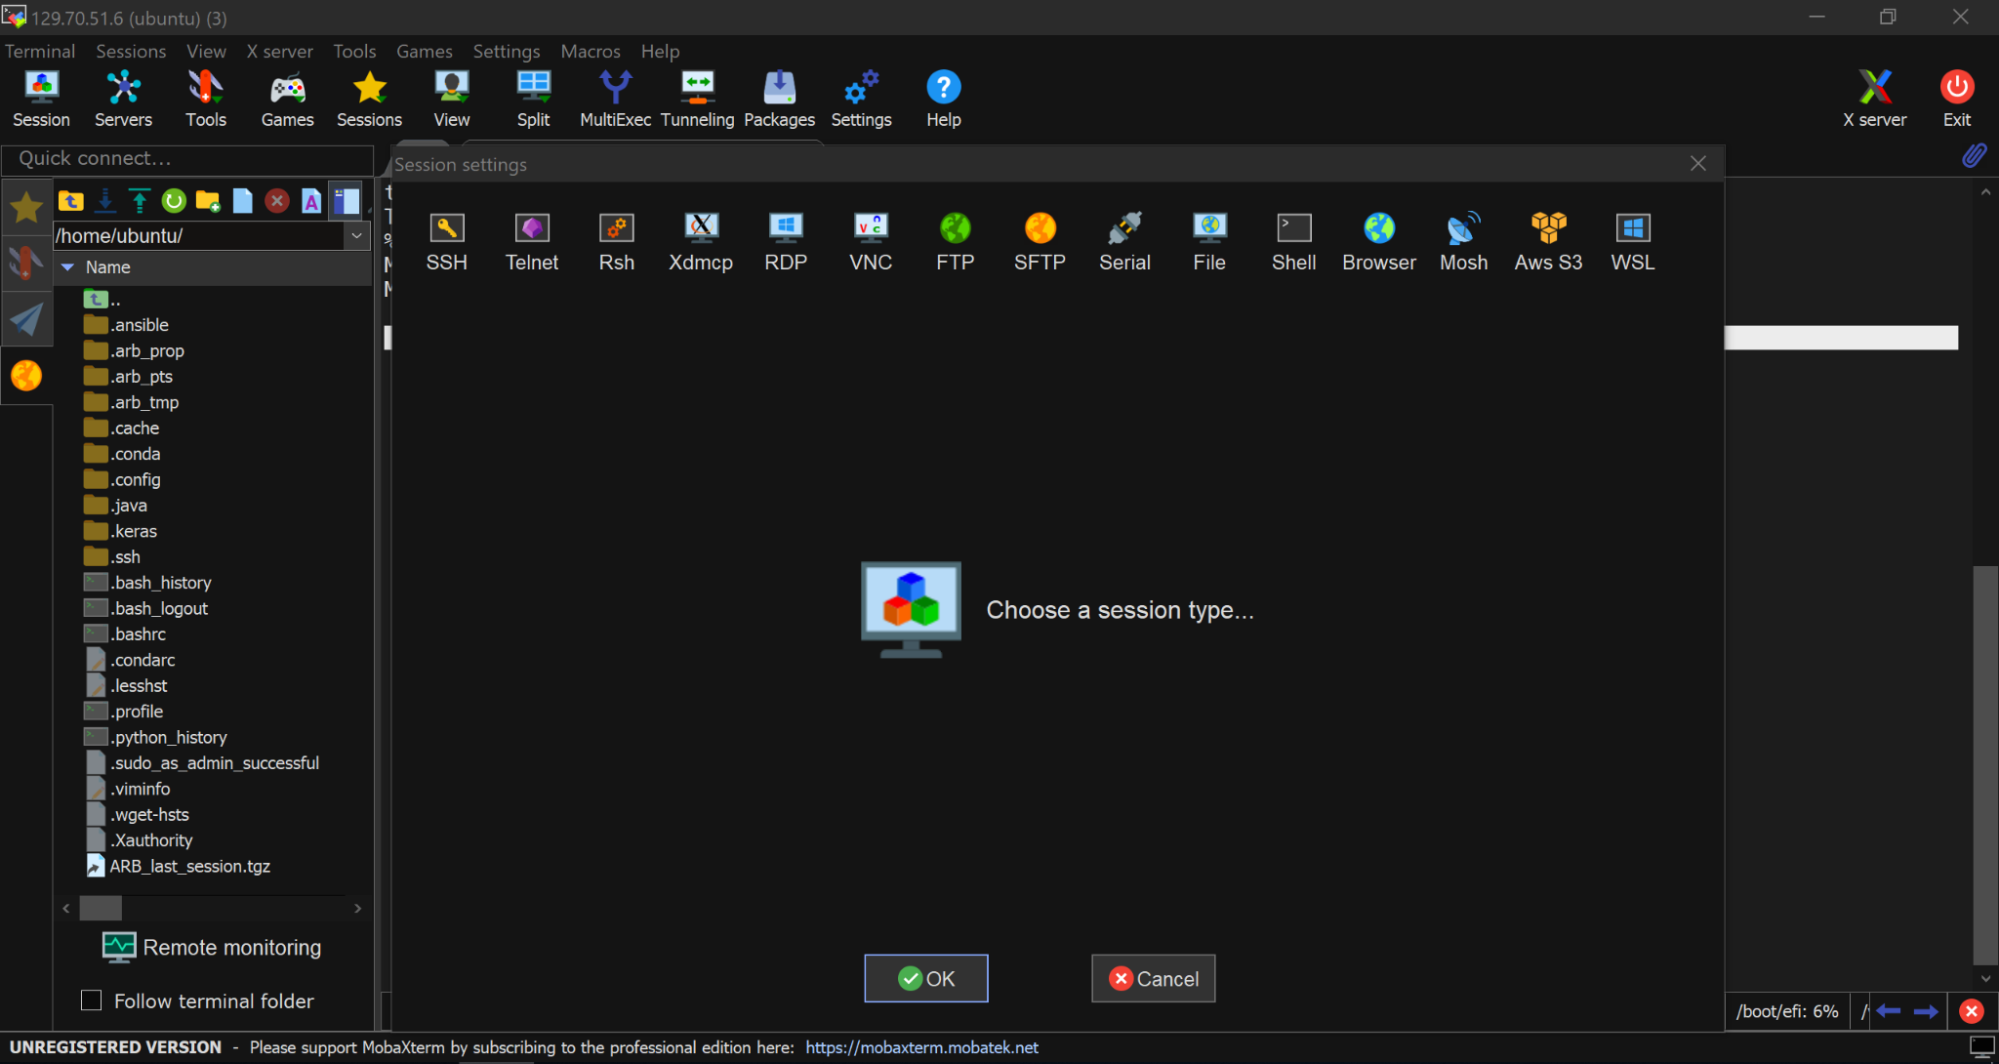 129.70.51.6 (ubuntu) (3)
Terminal Sessions View X server Tools Games Settings Macros Help
Session Servers Tools Games Sessions View Split MultiExec Tunneling Packages Settings Help X server Exit
Quick connect...
Session settings
/home/ubuntu/
Name
SSH Telnet Rsh Xdmcp RDP VNC FTP SFTP Serial File Shell Browser Mosh Aws S3 WSL
..
.ansible
.arb_prop
.arb_pts
.arb_tmp
.cache
.conda
.config
.java
.keras
.ssh
.bash_history
.bash_logout
.bashrc
.condarc
.lesshst
.profile
.python_history
.sudo_as_admin_successful
.viminfo
.wget-hsts
.Xauthority
ARB_last_session.tgz
Choose a session type...
Remote monitoring
Follow terminal folder
OK Cancel
/boot/efi: 6%
UNREGISTERED VERSION - Please support MobaXterm by subscribing to the professional edition here: https://mobaxterm.mobatek.net